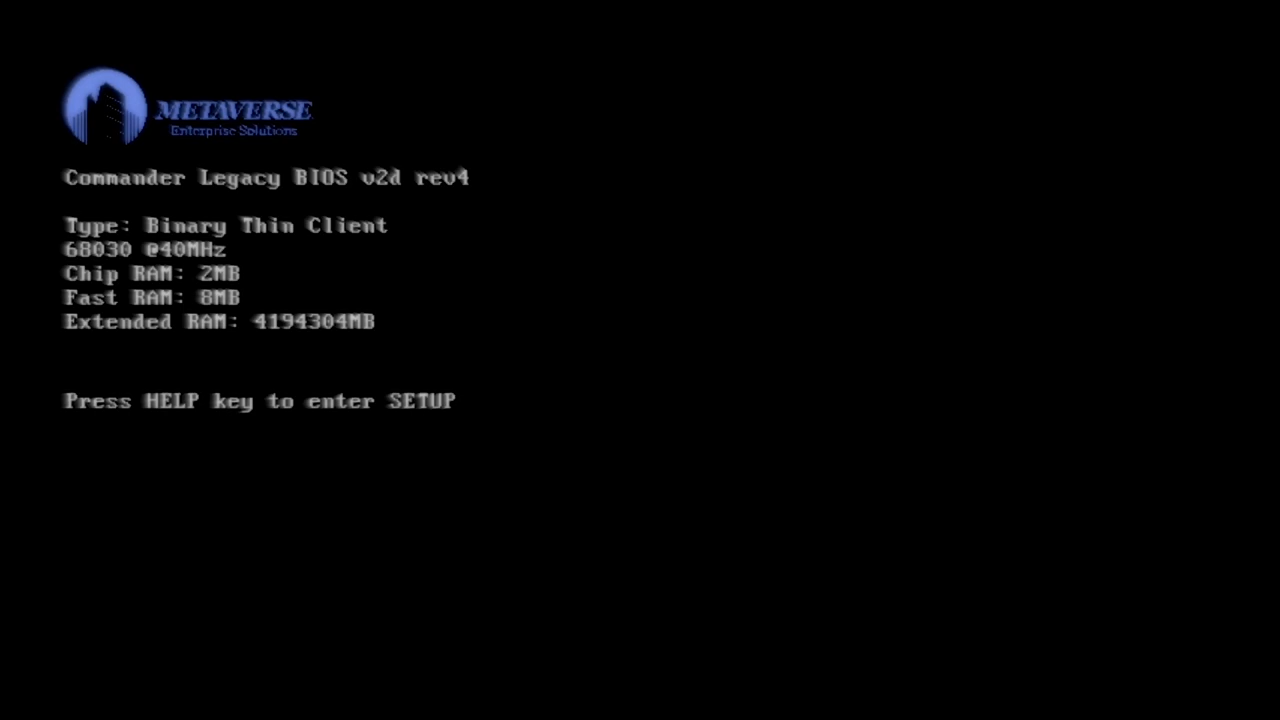 METAVERSE
Enterprise Solutions
Commander Legacy BIOS v2d rev4
Type: Binary Thin Client
68030 @40MHz
Chip RAM: 2MB
Fast RAM: 8MB
Extended RAM: 4194304MB
Press HELP key to enter SETUP